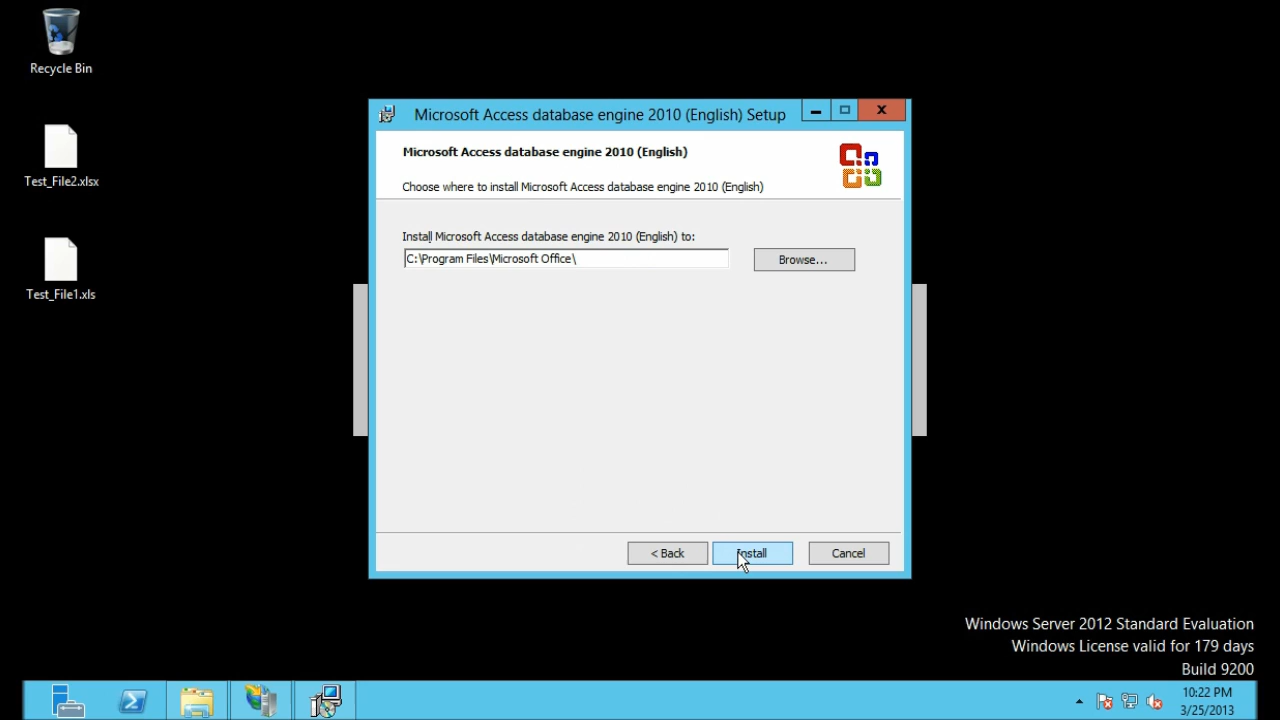 Recycle Bin
Test_File2.xlsx
Test_File1.xls
Microsoft Access database engine 2010 (English) Setup
Microsoft Access database engine 2010 (English)
Choose where to install Microsoft Access database engine 2010 (English)
Install Microsoft Access database engine 2010 (English) to:
C:\Program Files\Microsoft Office\
Browse...
< Back
Install
Cancel
Windows Server 2012 Standard Evaluation
Windows License valid for 179 days
Build 9200
10:22 PM
3/25/2013